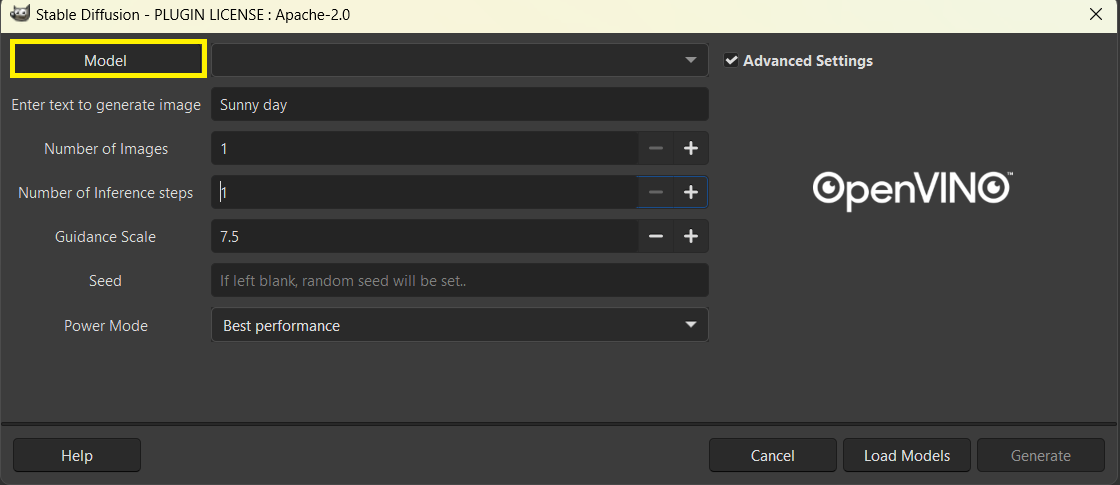 Stable Diffusion - PLUGIN LICENSE : Apache-2.0
Model
Advanced Settings
Enter text to generate image
Sunny day
Number of Images
1
Number of Inference steps
1
OpenVINO™
Guidance Scale
7.5
Seed
If left blank, random seed will be set..
Power Mode
Best performance
Help
Cancel
Load Models
Generate